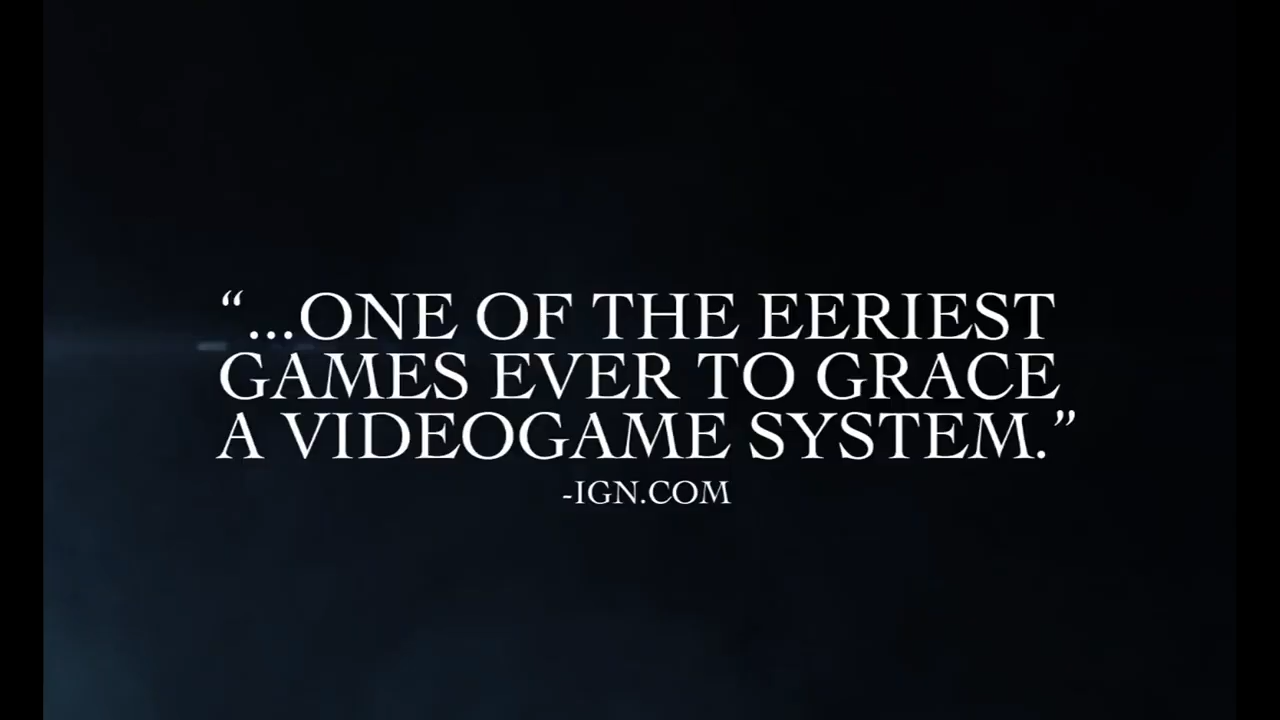 “...ONE OF THE EERIEST
GAMES EVER TO GRACE
A VIDEOGAME SYSTEM.”
-IGN.COM